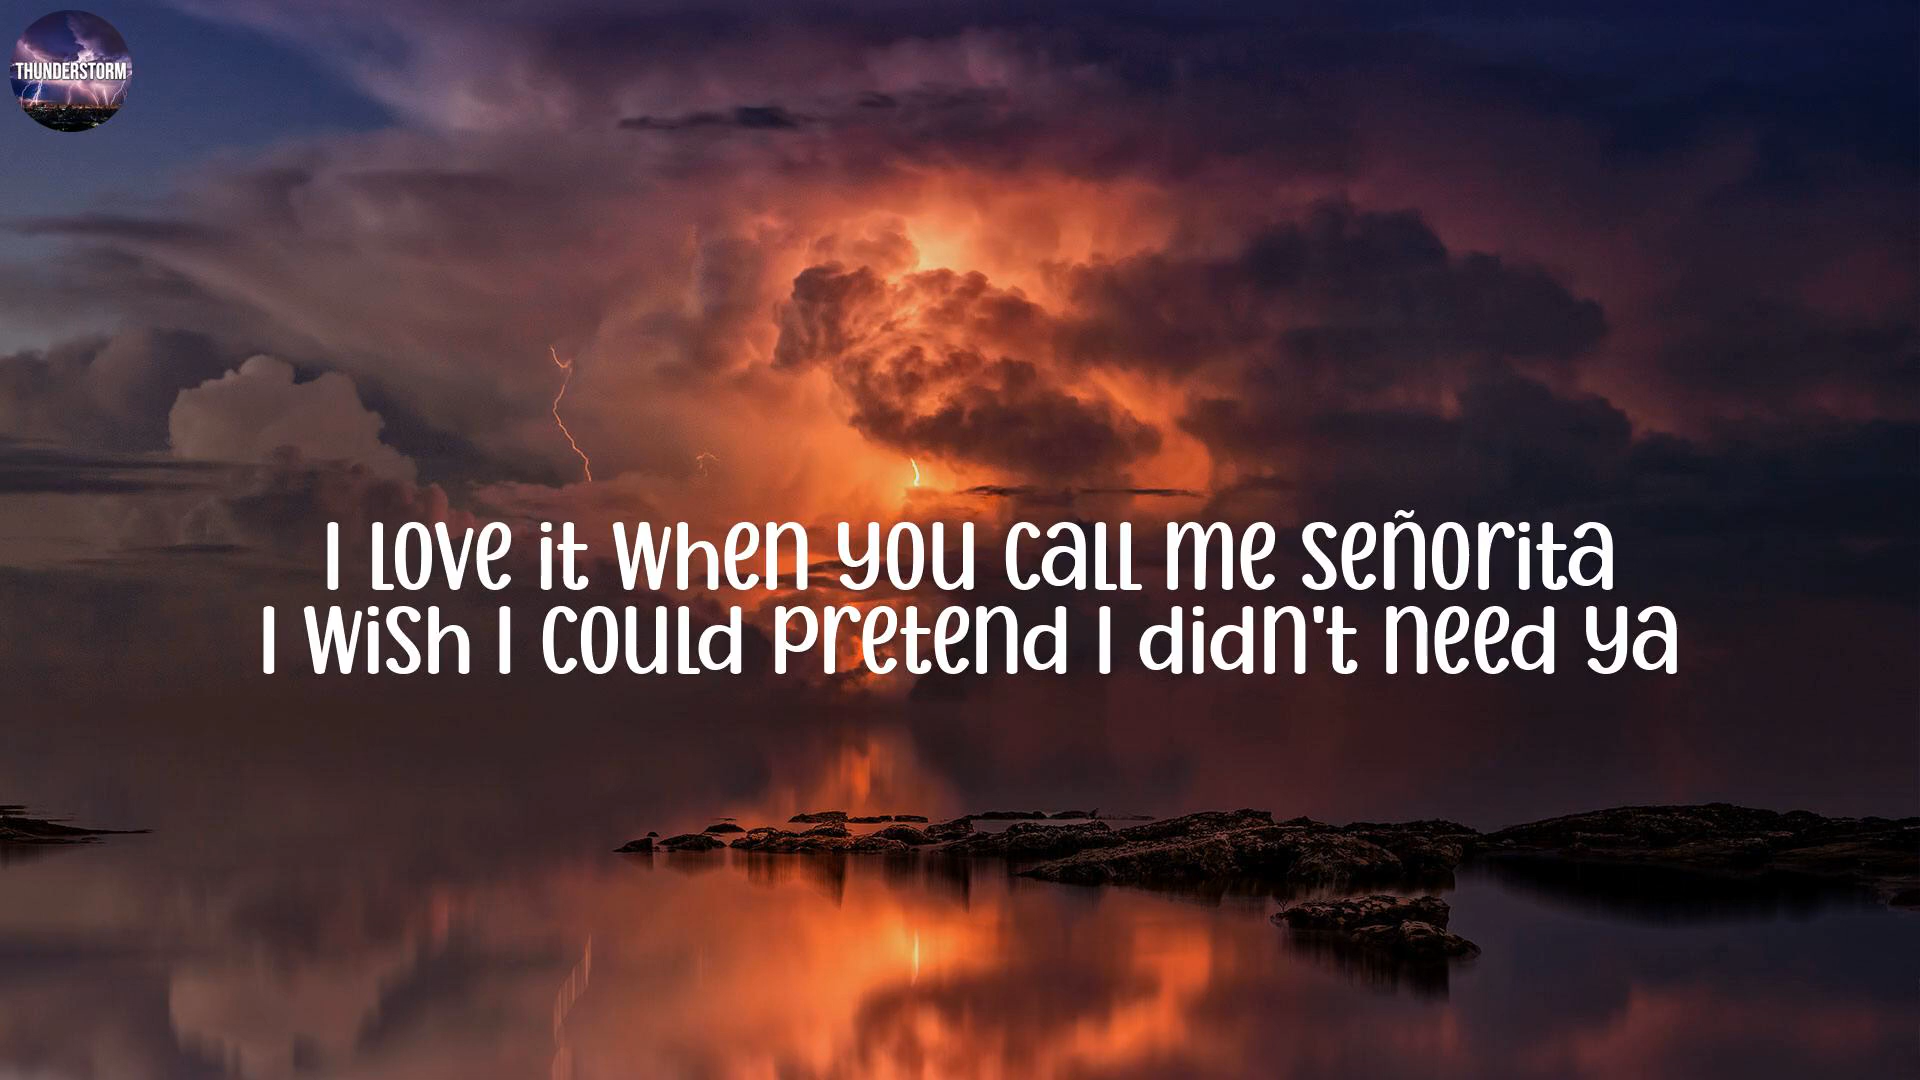 THUNDERSTORM
I love it when you call me señorita
I wish I could pretend I didn't need ya